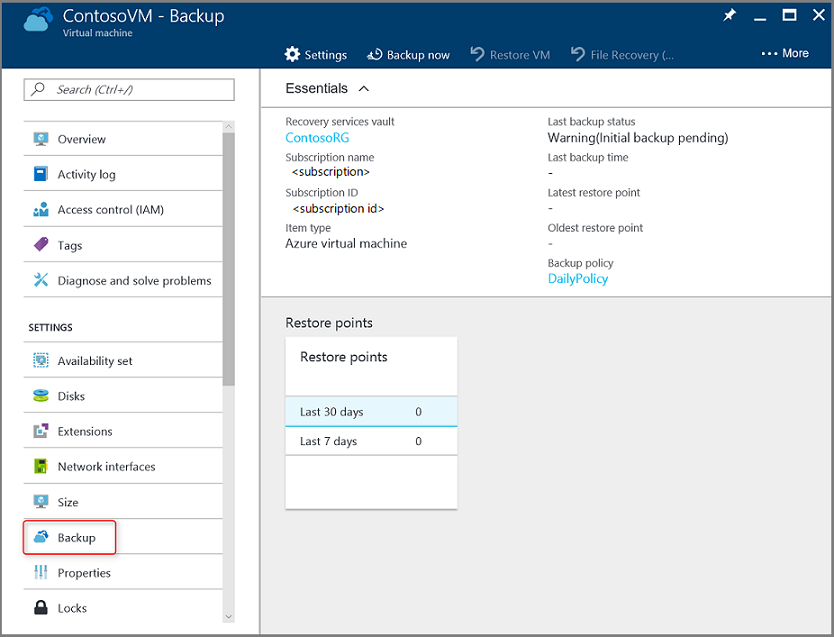 ContosoVM - Backup
Virtual machine
Settings
Backup now
Restore VM
File Recovery (...
More
Search (Ctrl+/)
Overview
Activity log
Access control (IAM)
Tags
Diagnose and solve problems
SETTINGS
Availability set
Disks
Extensions
Network interfaces
Size
Backup
Properties
Locks
Essentials
Recovery services vault
ContosoRG
Subscription name
<subscription>
Subscription ID
<subscription id>
Item type
Azure virtual machine
Last backup status
Warning(Initial backup pending)
Last backup time
-
Latest restore point
-
Oldest restore point
-
Backup policy
DailyPolicy
Restore points
Restore points
Last 30 days 0
Last 7 days 0